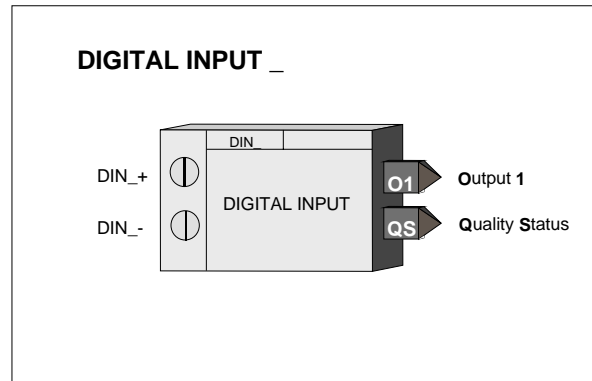 DIGITAL INPUT _
DIN_
DIN_+
O1
Output 1
DIGITAL INPUT
DIN_-
QS
Quality Status